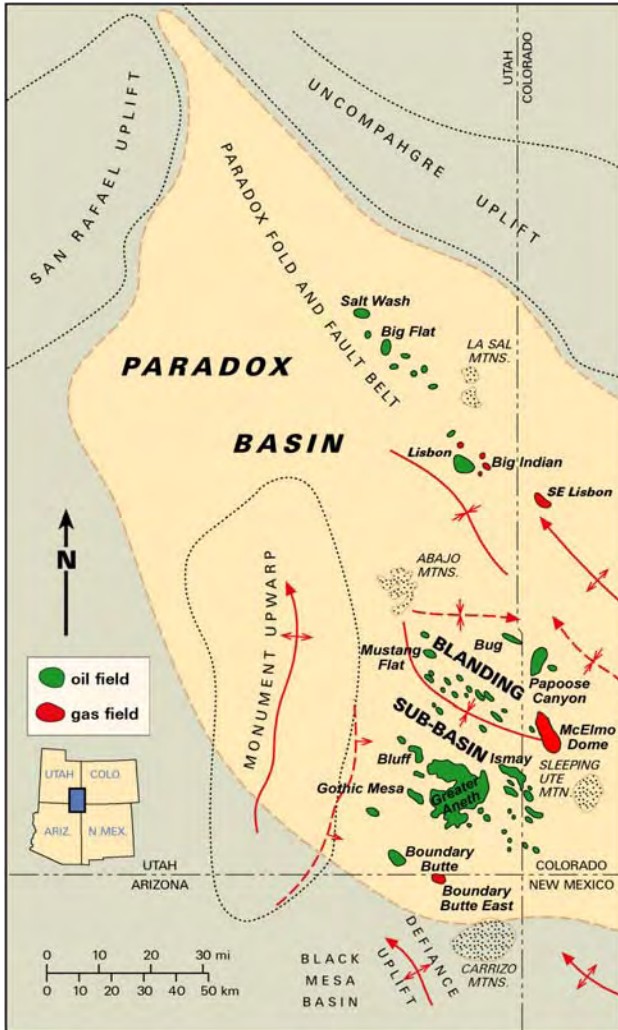 SAN RAFAEL UPLIFT
UNCOMPAHGRE UPLIFT
UTAH
COLORADO
PARADOX FOLD AND FAULT BELT
Salt Wash
Big Flat
LA SAL
MTNS.
PARADOX
BASIN
Lisbon
Big Indian
SE Lisbon
N
ABAJO
MTNS.
MONUMENT UPWARP
Mustang
Flat
Bug
BLANDING
SUB-BASIN
Papoose
Canyon
McElmo
Dome
oil field
gas field
Bluff
Ismay
SLEEPING
UTE
MTN.
Gothic Mesa
Greater
Aneth
UTAH
COLO.
ARIZ.
N.MEX.
Boundary
Butte
UTAH
ARIZONA
COLORADO
NEW MEXICO
Boundary
Butte East
0 10 20 30 mi
0 10 20 30 40 50 km
BLACK
MESA
BASIN
DEFIANCE
UPLIFT
CARRIZO
MTNS.